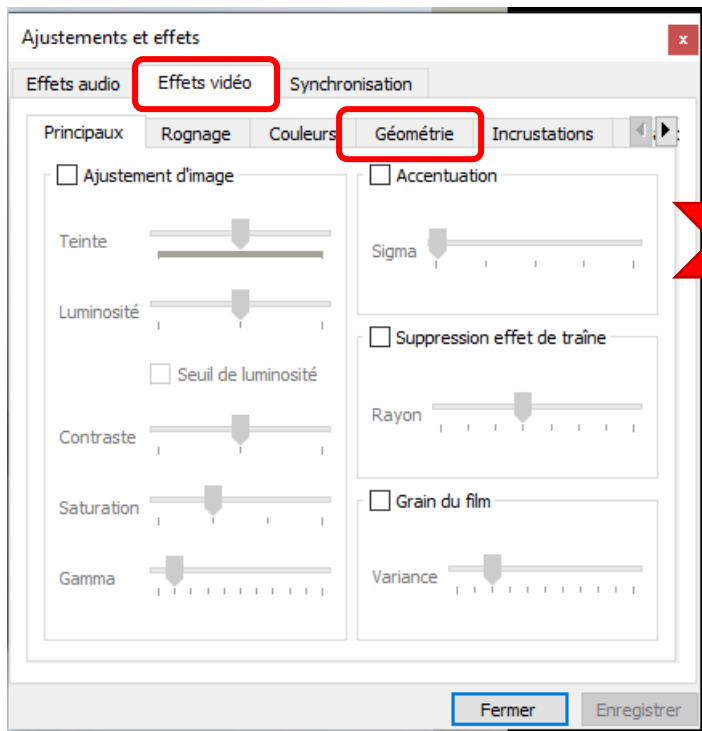 Ajustements et effets
x
Effets audio Effets vidéo Synchronisation
Principaux Rognage Couleurs Géométrie Incrustations
Ajustement d'image
Accentuation
Teinte
Sigma
Luminosité
Suppression effet de traîne
Seuil de luminosité
Rayon
Contraste
Saturation
Grain du film
Gamma
Variance
Fermer Enregistrer